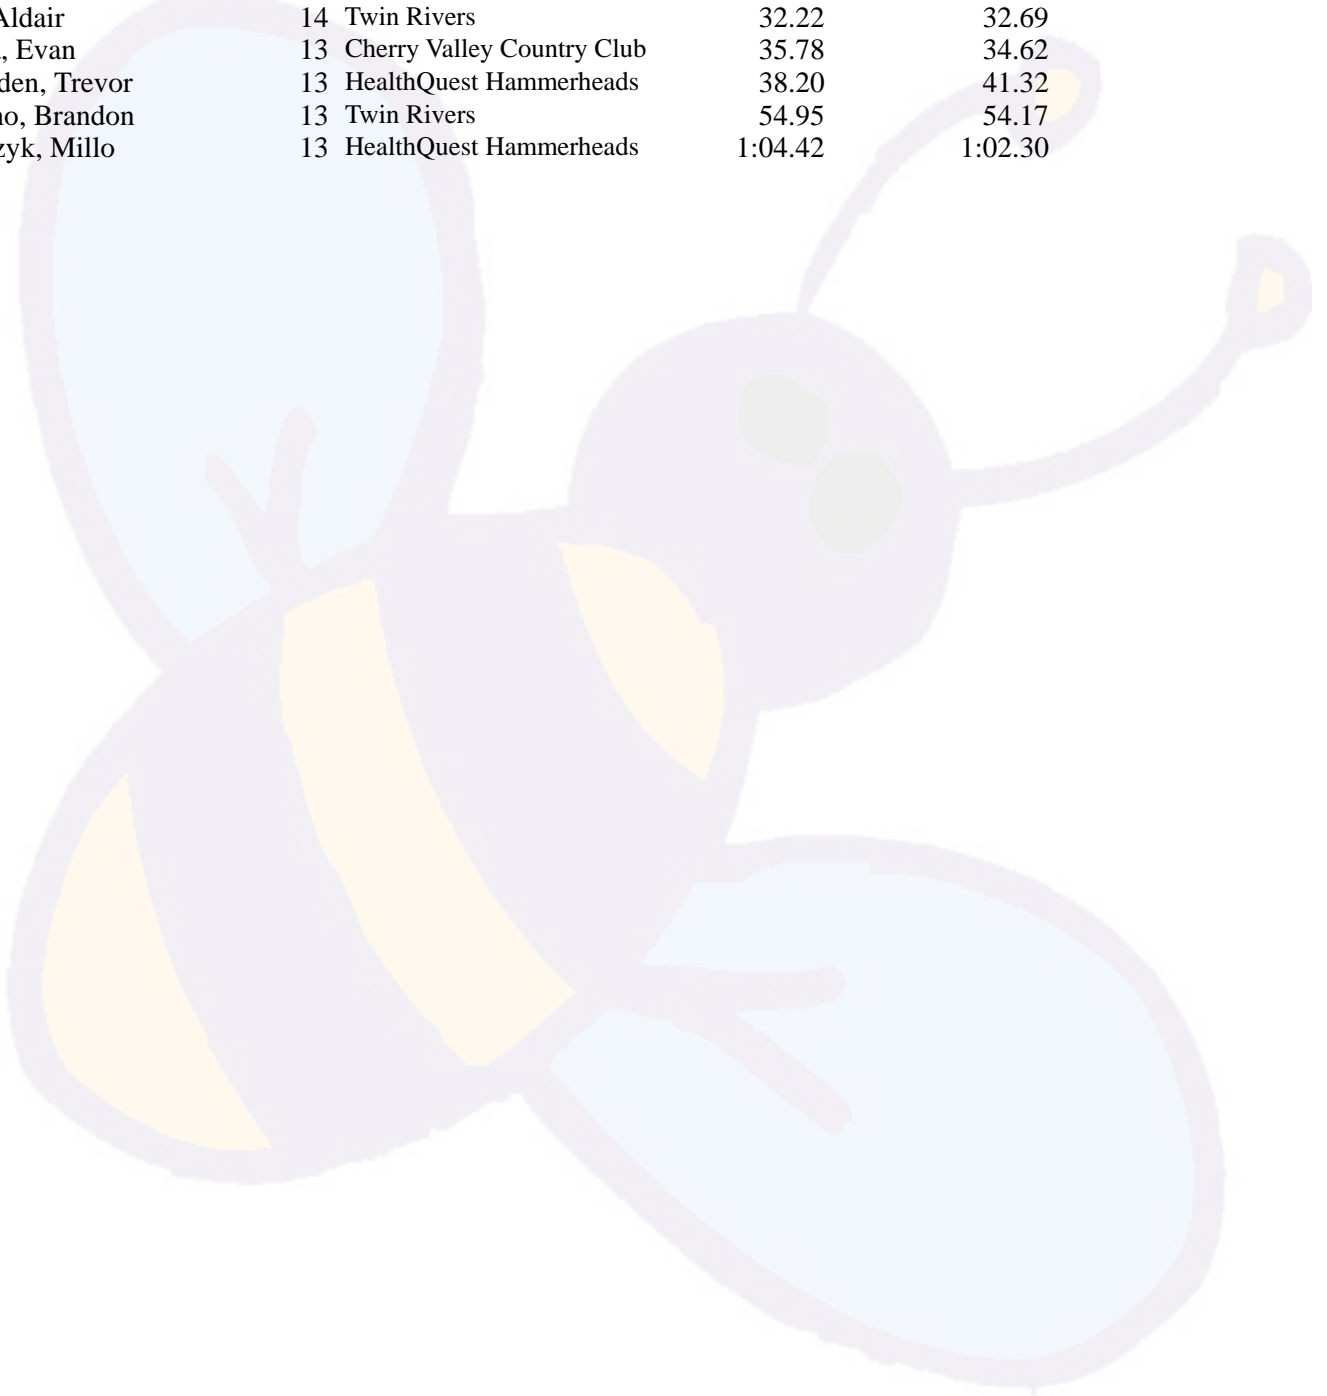 Aldair 14 Twin Rivers 32.22 32.69
, Evan 13 Cherry Valley Country Club 35.78 34.62
den, Trevor 13 HealthQuest Hammerheads 38.20 41.32
no, Brandon 13 Twin Rivers 54.95 54.17
zyk, Millo 13 HealthQuest Hammerheads 1:04.42 1:02.30